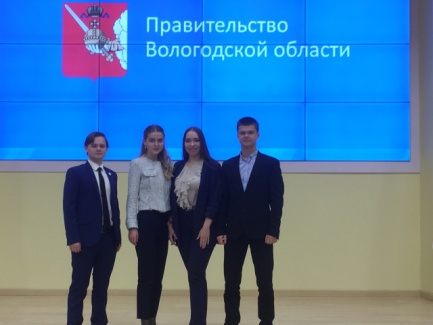 Правительство
Вологодской области